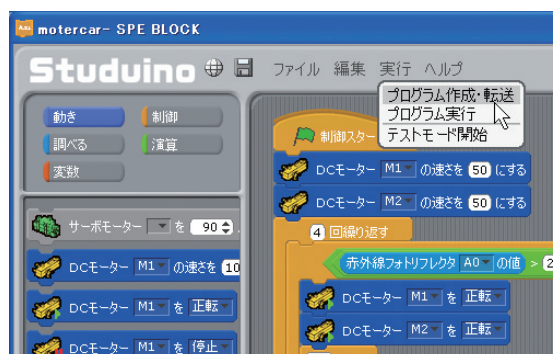 motercar- SPE BLOCK
Studuino ファイル 編集 実行 ヘルプ
プログラム作成・転送
プログラム実行
テストモード開始
動き 制御
調べる 演算
変数
サーボモーター を 90
DCモーター M1 の速さを 10
DCモーター M1 を 正転
DCモーター M1 を 停止
制御スター
DCモーター M1 の速さを 50 にする
DCモーター M2 の速さを 50 にする
4 回繰り返す
赤外線フォトリフレクタ A0 の値 > 2
DCモーター M1 を 正転
DCモーター M2 を 正転